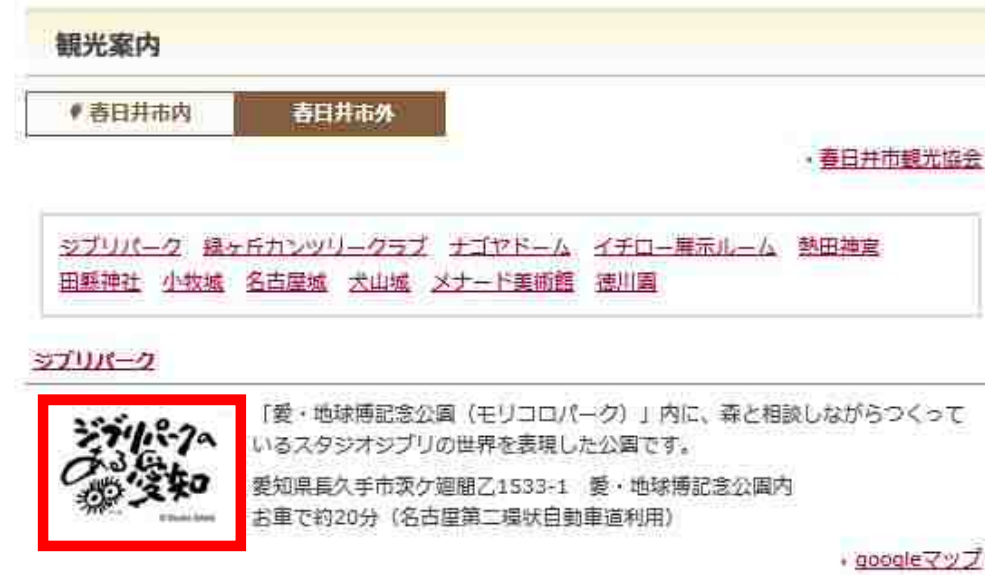 観光案内
春日井市内 春日井市外
春日井市観光協会
ジブリパーク 緑ヶ丘カンツリークラブ ナゴヤドーム イチロー展示ルーム 熱田神宮
田縣神社 小牧城 名古屋城 犬山城 メナード美術館 徳川園
ジブリパーク
ジブリパークの
ある愛知
「愛・地球博記念公園(モリコロパーク)」内に、森と相談しながらつくって
いるスタジオジブリの世界を表現した公園です。
愛知県長久手市茨ケ廻間乙1533-1 愛・地球博記念公園内
お車で約20分(名古屋第二環状自動車道利用)
googleマップ